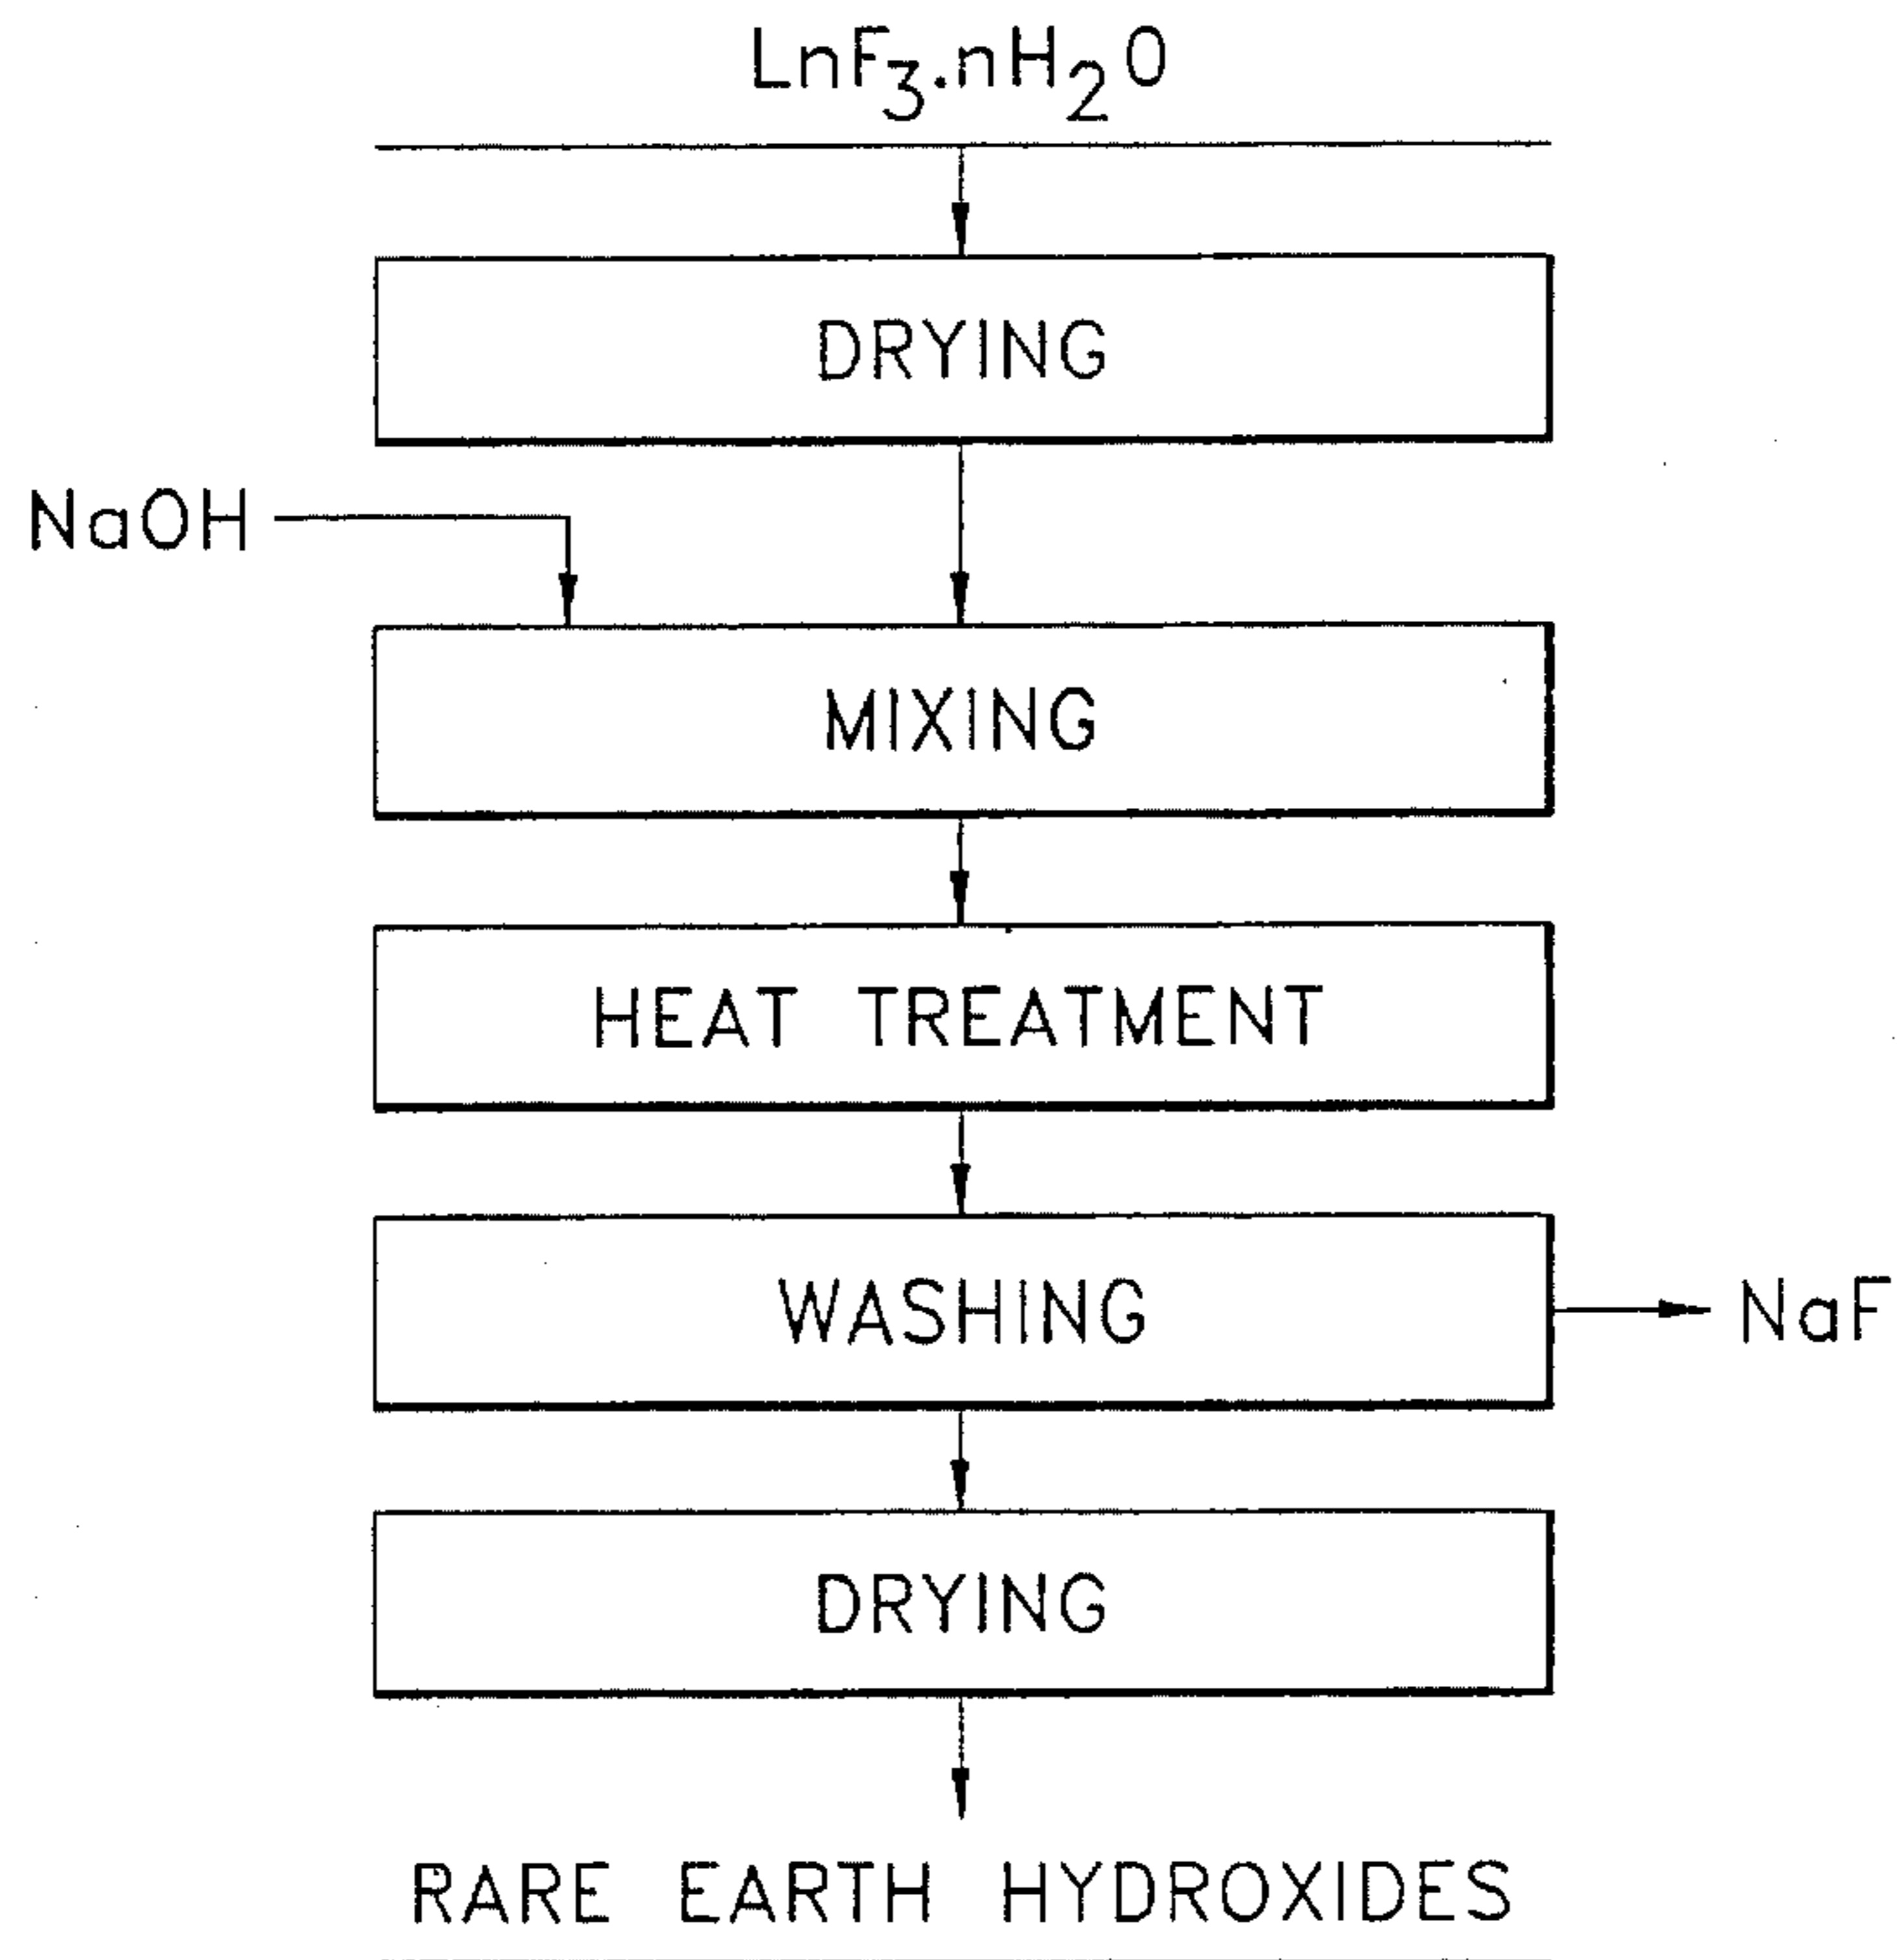 LnF3.nH2O
DRYING
NaOH
MIXING
HEAT TREATMENT
WASHING
NaF
DRYING
RARE EARTH HYDROXIDES